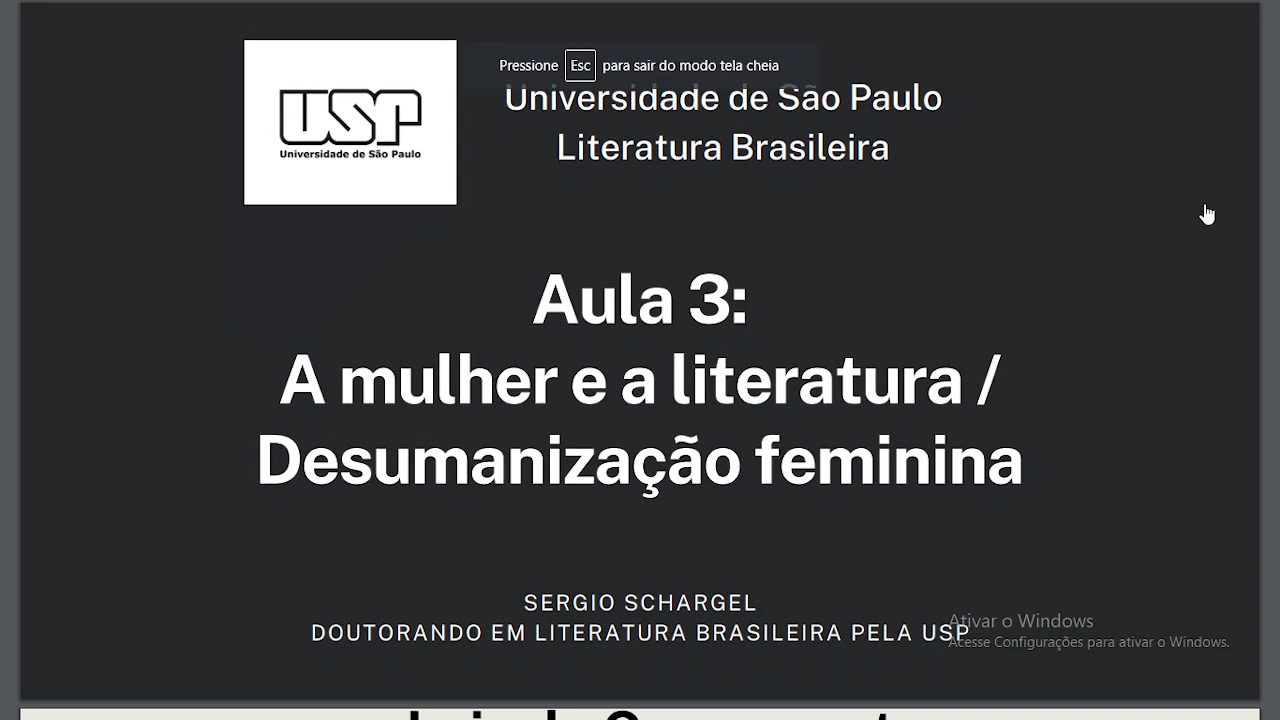 Pressione Esc para sair do modo tela cheia
USP
Universidade de São Paulo
Universidade de São Paulo
Literatura Brasileira
Aula 3:
A mulher e a literatura /
Desumanização feminina
SERGIO SCHARGEL
DOUTORANDO EM LITERATURA BRASILEIRA PELA USP
Ativar o Windows
Acesse Configurações para ativar o Windows.